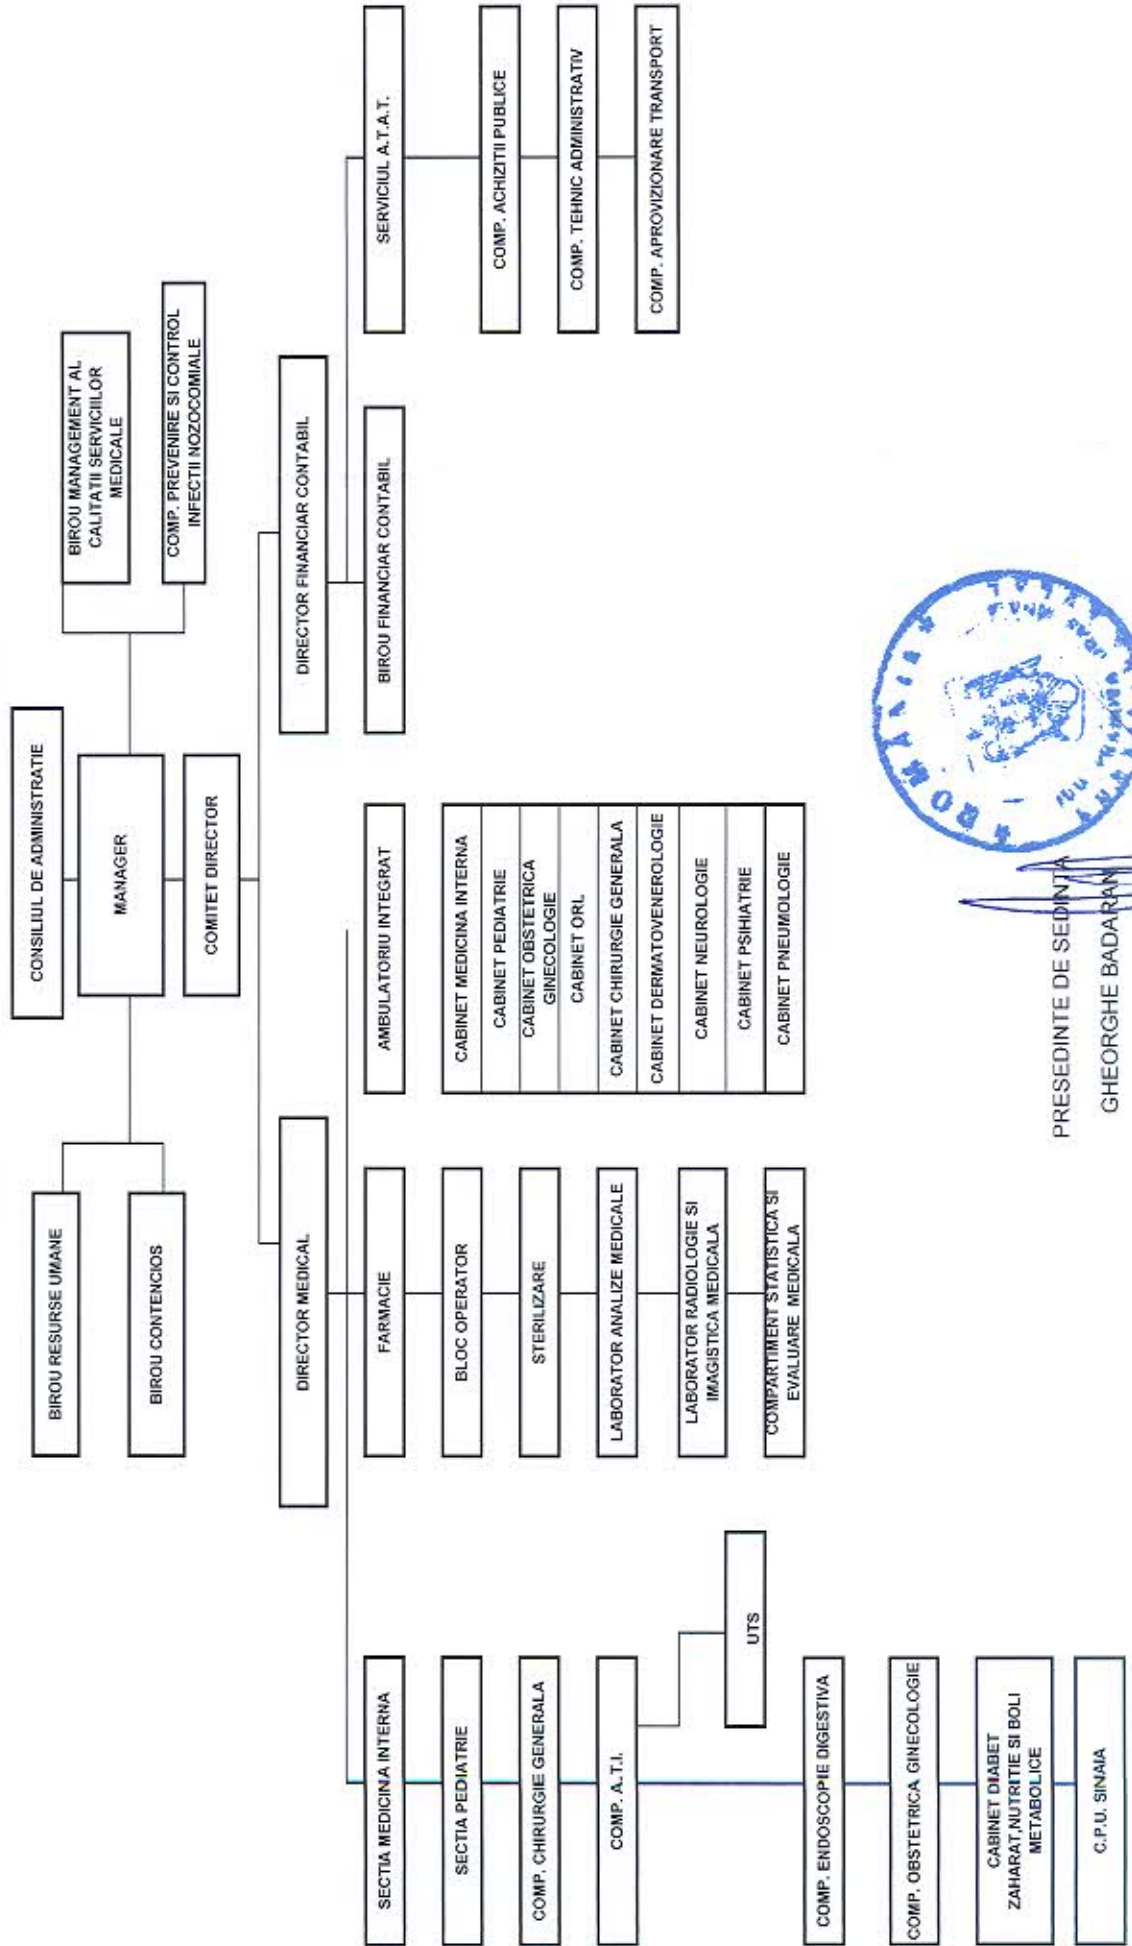 CONSILIUL DE ADMINISTRATIE
MANAGER
COMITET DIRECTOR
BIROU RESURSE UMANE
BIROU CONTENCIOS
BIROU MANAGEMENT AL
CALITATII SERVICIILOR
MEDICALE
COMP. PREVENIRE SI CONTROL
INFECTII NOZOCOMIALE
DIRECTOR MEDICAL
DIRECTOR FINANCIAR CONTABIL
SECTIA MEDICINA INTERNA
SECTIA PEDIATRIE
COMP. CHIRURGIE GENERALA
COMP. A.T.I.
UTS
COMP. ENDOSCOPIE DIGESTIVA
COMP. OBSTETRICA GINECOLOGIE
CABINET DIABET
ZAHARAT,NUTRITIE SI BOLI
METABOLICE
C.P.U. SINAIA
FARMACIE
BLOC OPERATOR
STERILIZARE
LABORATOR ANALIZE MEDICALE
LABORATOR RADIOLOGIE SI
IMAGISTICA MEDICALA
COMPARTIMENT STATISTICA SI
EVALUARE MEDICALA
AMBULATORIU INTEGRAT
CABINET MEDICINA INTERNA
CABINET PEDIATRIE
CABINET OBSTETRICA
GINECOLOGIE
CABINET ORL
CABINET CHIRURGIE GENERALA
CABINET DERMATOVENEROLOGIE
CABINET NEUROLOGIE
CABINET PSIHIATRIE
CABINET PNEUMOLOGIE
BIROU FINANCIAR CONTABIL
SERVICIUL A.T.A.T.
COMP. ACHIZITII PUBLICE
COMP. TEHNIC ADMINISTRATIV
COMP. APROVIZIONARE TRANSPORT
PRESEDINTE DE SEDINTA
GHEORGHE BADARAN
ROMANIA